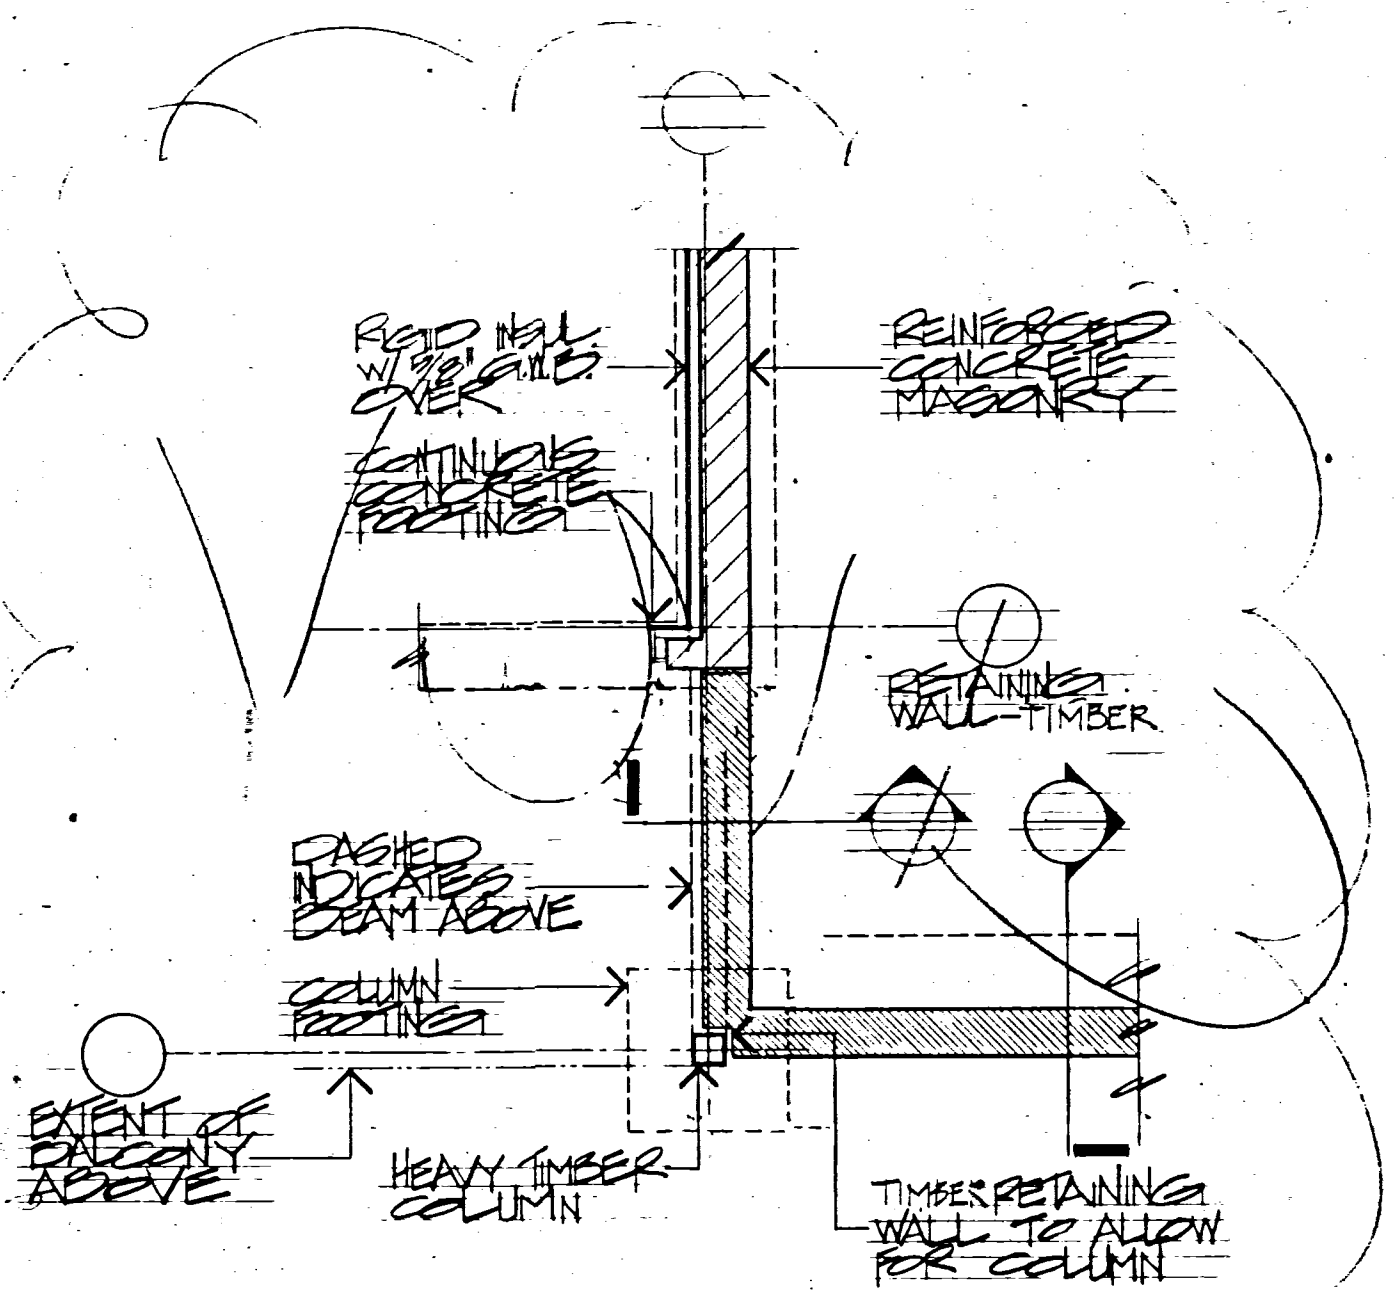 RIGID INSUL.
W/ 5/8" G.W.B.
OVER
REINFORCED
CONCRETE
MASONRY
CONTINUOUS
CONCRETE
FOOTING
RETAINING
WALL-TIMBER
DASHED
INDICATES
BEAM ABOVE
COLUMN
FOOTING
EXTENT OF
BALCONY
ABOVE
HEAVY TIMBER
COLUMN
TIMBER RETAINING
WALL TO ALLOW
FOR COLUMN